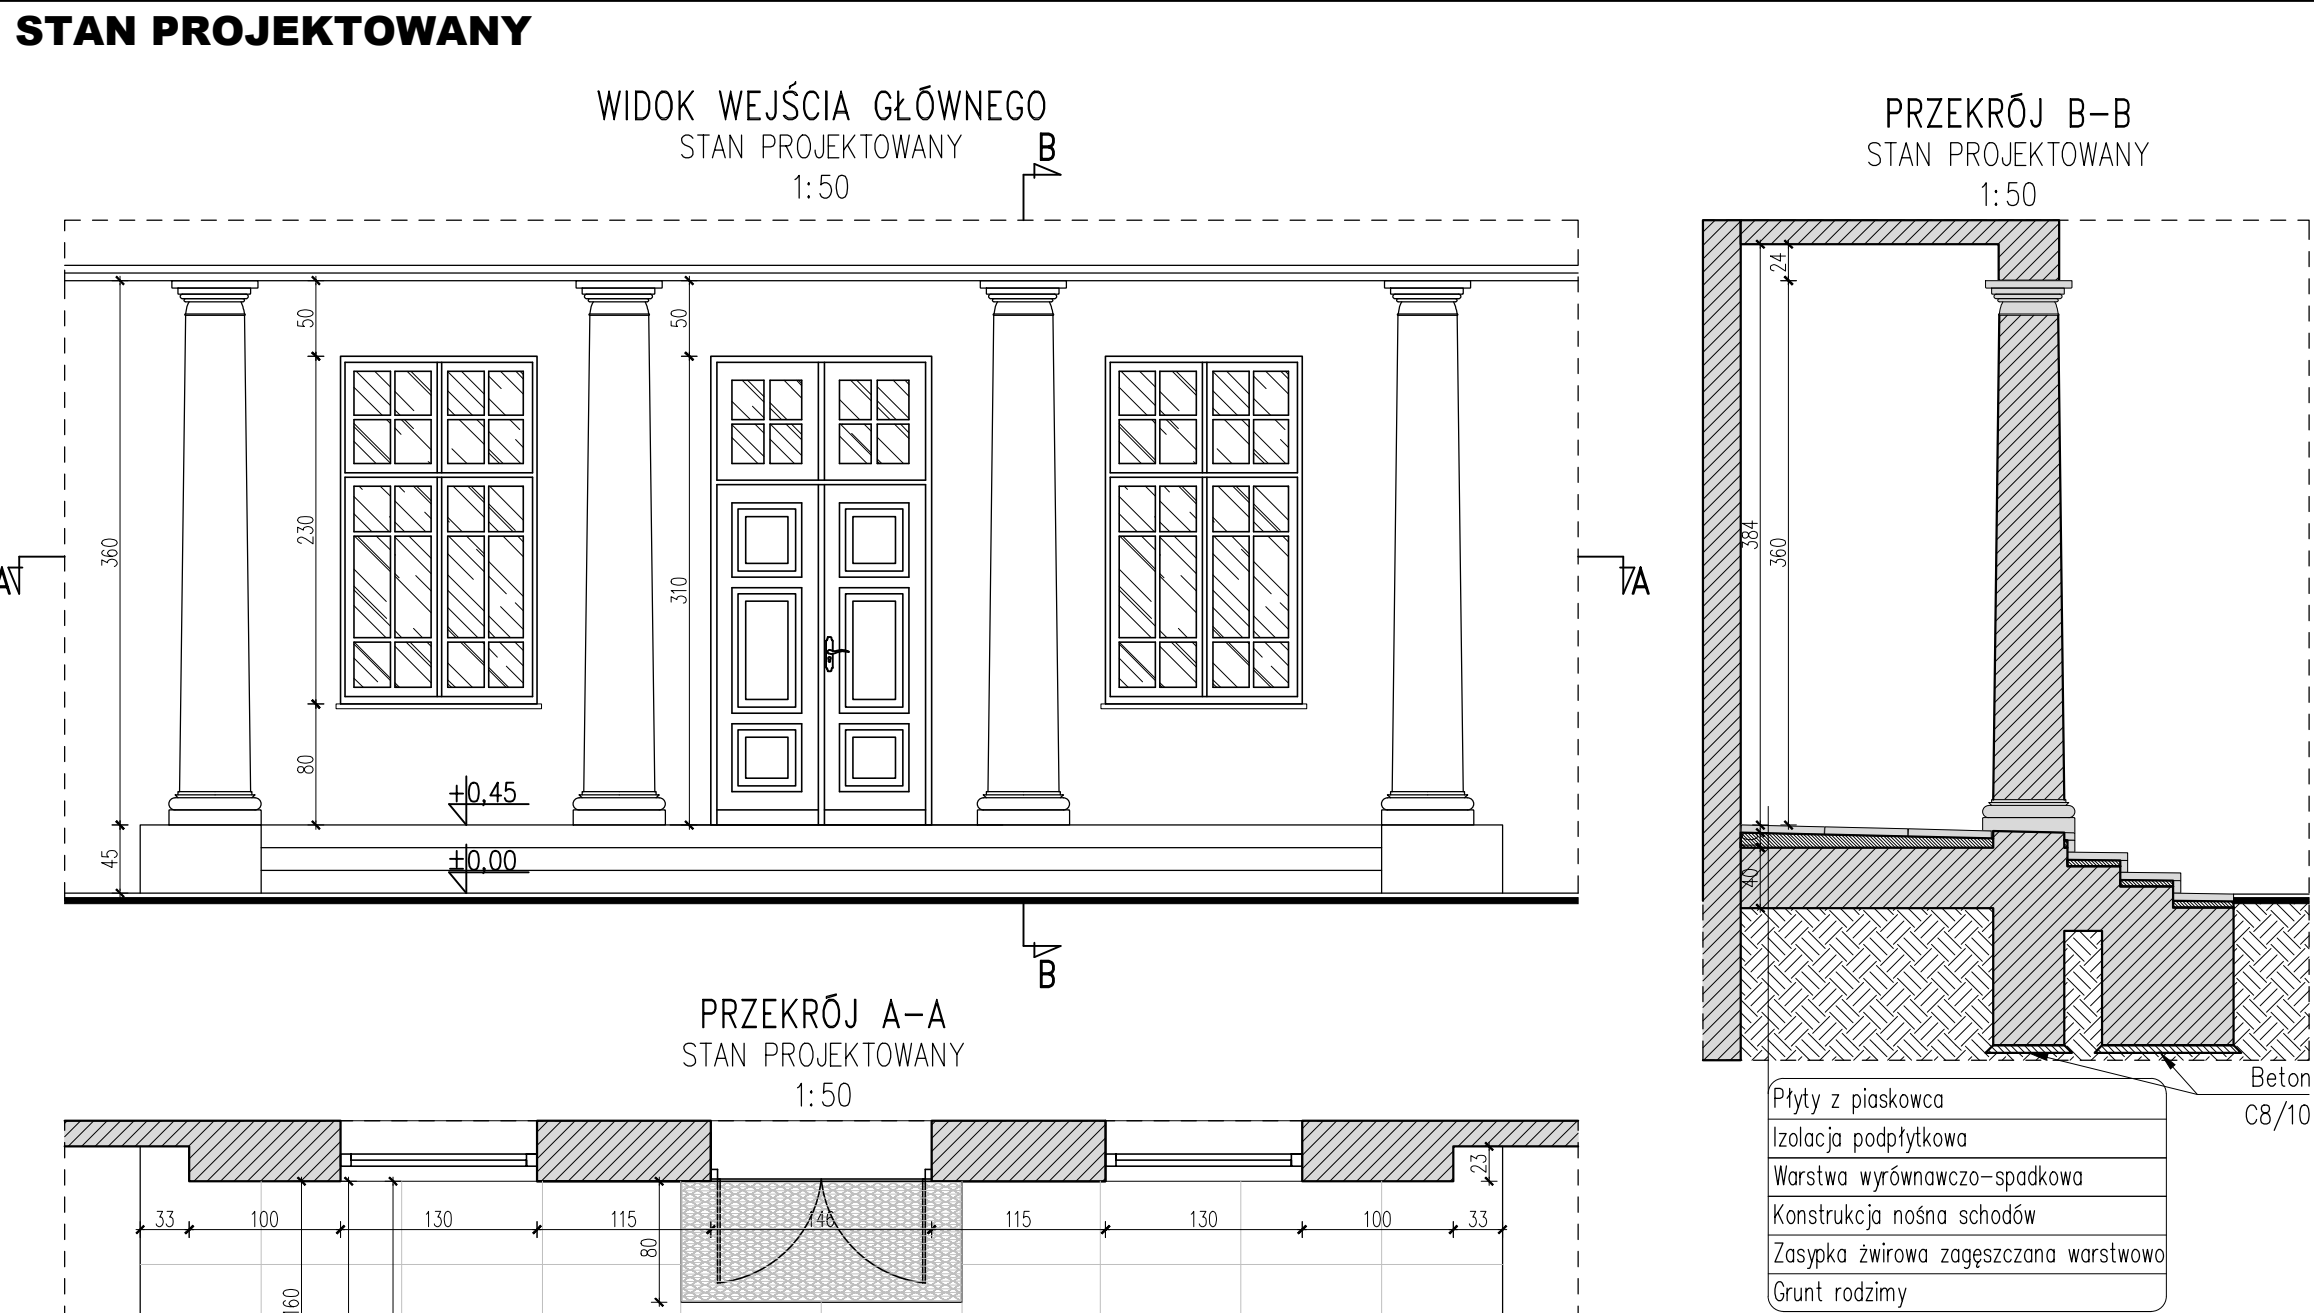 STAN PROJEKTOWANY
WIDOK WEJŚCIA GŁÓWNEGO
STAN PROJEKTOWANY
1:50
B
50
50
360
230
310
80
45
+0,45
±0,00
A
A
B
PRZEKRÓJ B-B
STAN PROJEKTOWANY
1:50
24
384
360
40
Beton
C8/10
Płyty z piaskowca
Izolacja podpłytkowa
Warstwa wyrównawczo-spadkowa
Konstrukcja nośna schodów
Zasypka żwirowa zagęszczana warstwowo
Grunt rodzimy
PRZEKRÓJ A-A
STAN PROJEKTOWANY
1:50
23
33 100 130 115 146 115 130 100 33
80
160